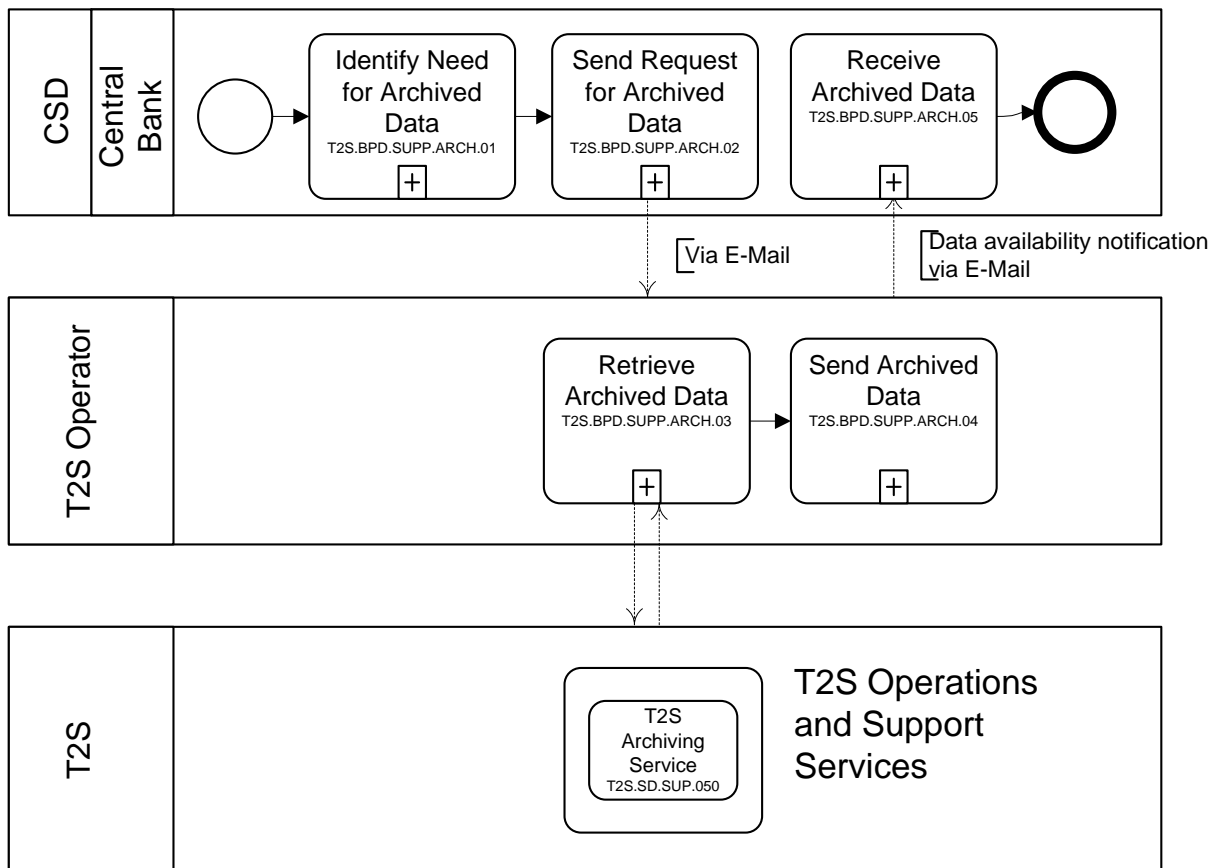 CSD
Central
Bank
Identify Need
for Archived
Data
T2S.BPD.SUPP.ARCH.01
+
Send Request
for Archived
Data
T2S.BPD.SUPP.ARCH.02
+
Receive
Archived Data
T2S.BPD.SUPP.ARCH.05
+
Via E-Mail
Data availability notification
via E-Mail
T2S Operator
Retrieve
Archived Data
T2S.BPD.SUPP.ARCH.03
+
Send Archived
Data
T2S.BPD.SUPP.ARCH.04
+
T2S
T2S
Archiving
Service
T2S.SD.SUP.050
T2S Operations
and Support
Services